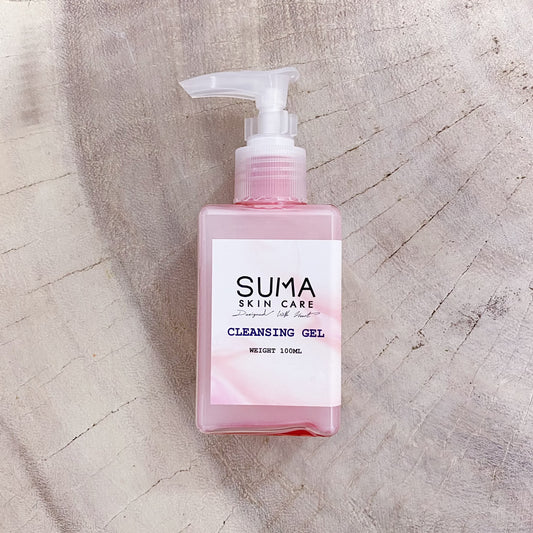 SUMA
SKIN CARE
Designed With Heart
CLEANSING GEL
WEIGHT 100ML